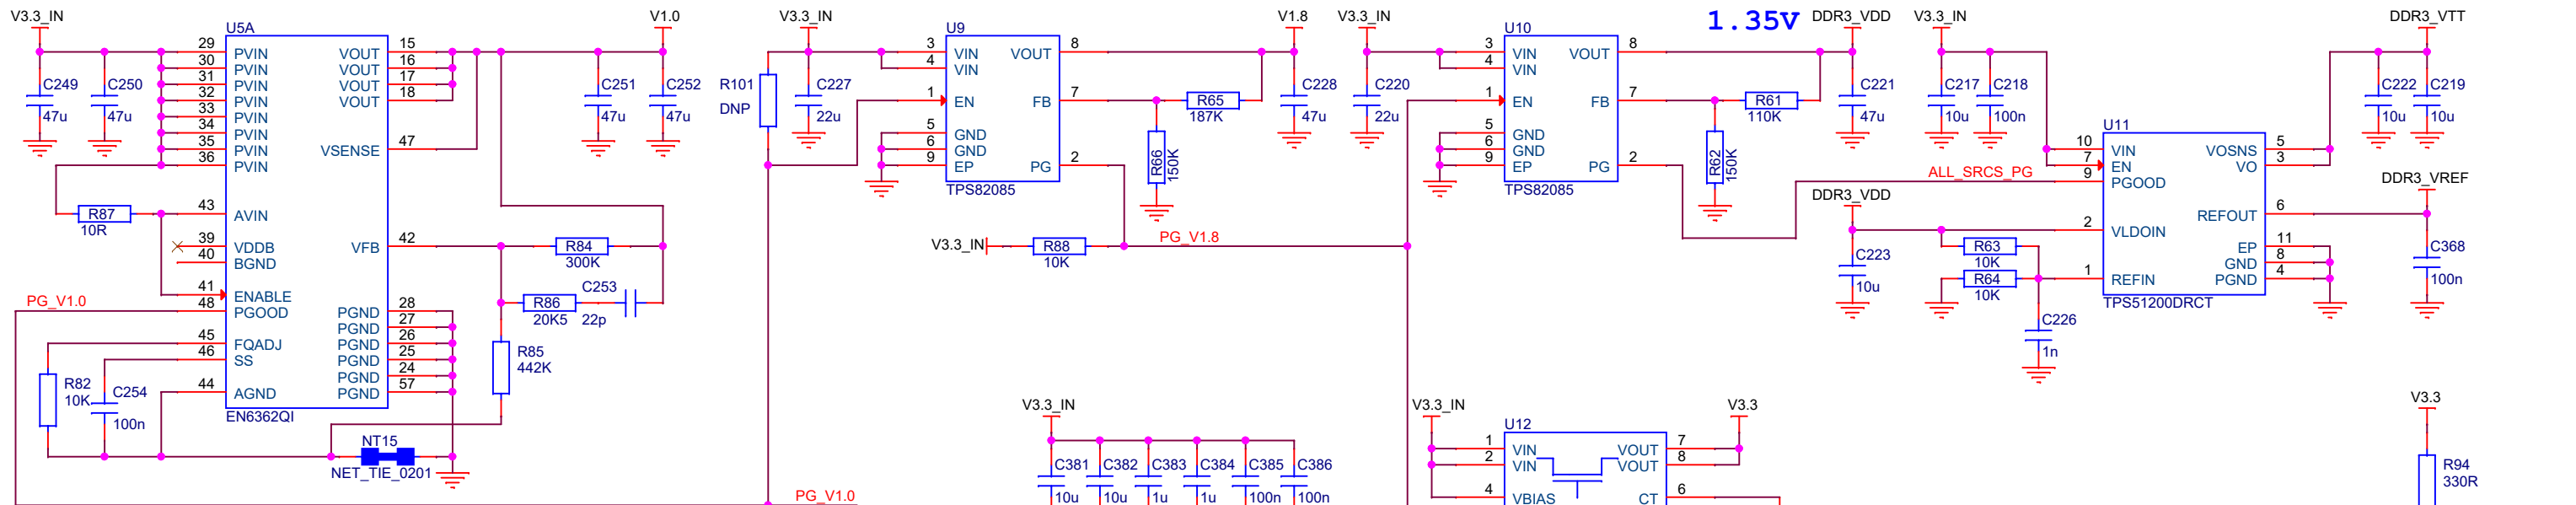 V3.3_IN
U5A
V1.0
V3.3_IN
U9
V1.8
V3.3_IN
U10
1.35v
DDR3_VDD
V3.3_IN
DDR3_VTT
29 PVIN VOUT 15
30 PVIN VOUT 16
31 PVIN VOUT 17
32 PVIN VOUT 18
33 PVIN
34 PVIN
35 PVIN VSENSE 47
36 PVIN
C249
47u
C250
47u
C251
47u
C252
47u
R87
10R
43 AVIN
39 VDDB VFB 42
40 BGND
41 ENABLE
48 PGOOD PGND 28
PGND 27
45 FQADJ PGND 26
46 SS PGND 25
PGND 24
44 AGND PGND 57
EN6362QI
PG_V1.0
R82
10K
C254
100n
R84
300K
R86
20K5
C253
22p
R85
442K
NT15
NET_TIE_0201
R101
DNP
C227
22u
3 VIN VOUT 8
4 VIN
1 EN FB 7
5 GND
6 GND
9 EP PG 2
TPS82085
R65
187K
R66
150K
C228
47u
V3.3_IN
R88
10K
PG_V1.8
PG_V1.0
C220
22u
3 VIN VOUT 8
4 VIN
1 EN FB 7
5 GND
6 GND
9 EP PG 2
TPS82085
R61
110K
R62
150K
C221
47u
C217
10u
C218
100n
U11
C222
10u
C219
10u
10 VIN VOSNS 5
7 EN VO 3
9 PGOOD
REFOUT 6
2 VLDOIN
EP 11
GND 8
1 REFIN PGND 4
TPS51200DRCT
ALL_SRCS_PG
DDR3_VDD
C223
10u
R63
10K
R64
10K
C226
1n
DDR3_VREF
C368
100n
V3.3_IN
C381
10u
C382
10u
C383
1u
C384
1u
C385
100n
C386
100n
V3.3_IN
U12
V3.3
1 VIN VOUT 7
2 VIN VOUT 8
4 VBIAS CT 6
V3.3
R94
330R